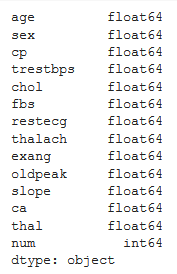 age float64
sex float64
cp float64
trestbps float64
chol float64
fbs float64
restecg float64
thalach float64
exang float64
oldpeak float64
slope float64
ca float64
thal float64
num int64
dtype: object